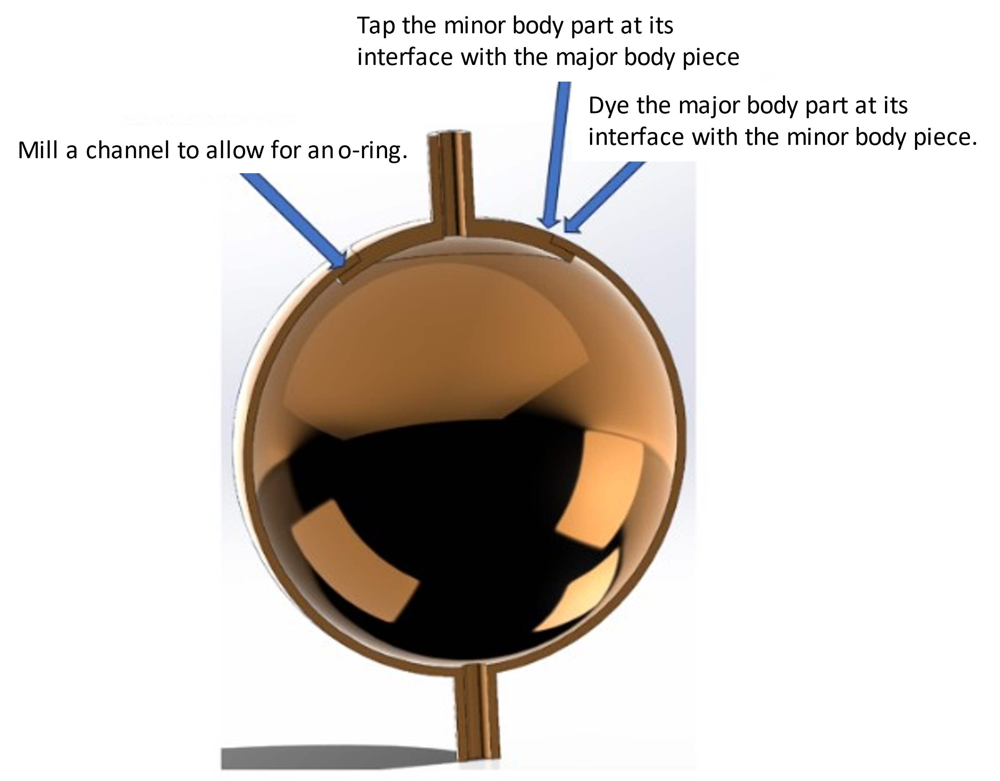 Tap the minor body part at its
interface with the major body piece
Dye the major body part at its
interface with the minor body piece.
Mill a channel to allow for an o-ring.